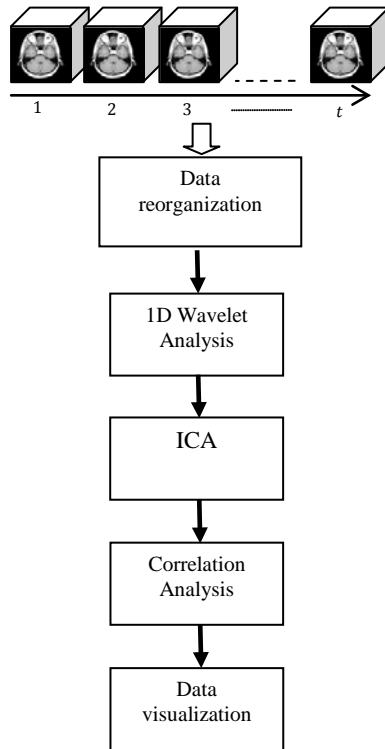 1 2 3 t
Data
reorganization
1D Wavelet
Analysis
ICA
Correlation
Analysis
Data
visualization